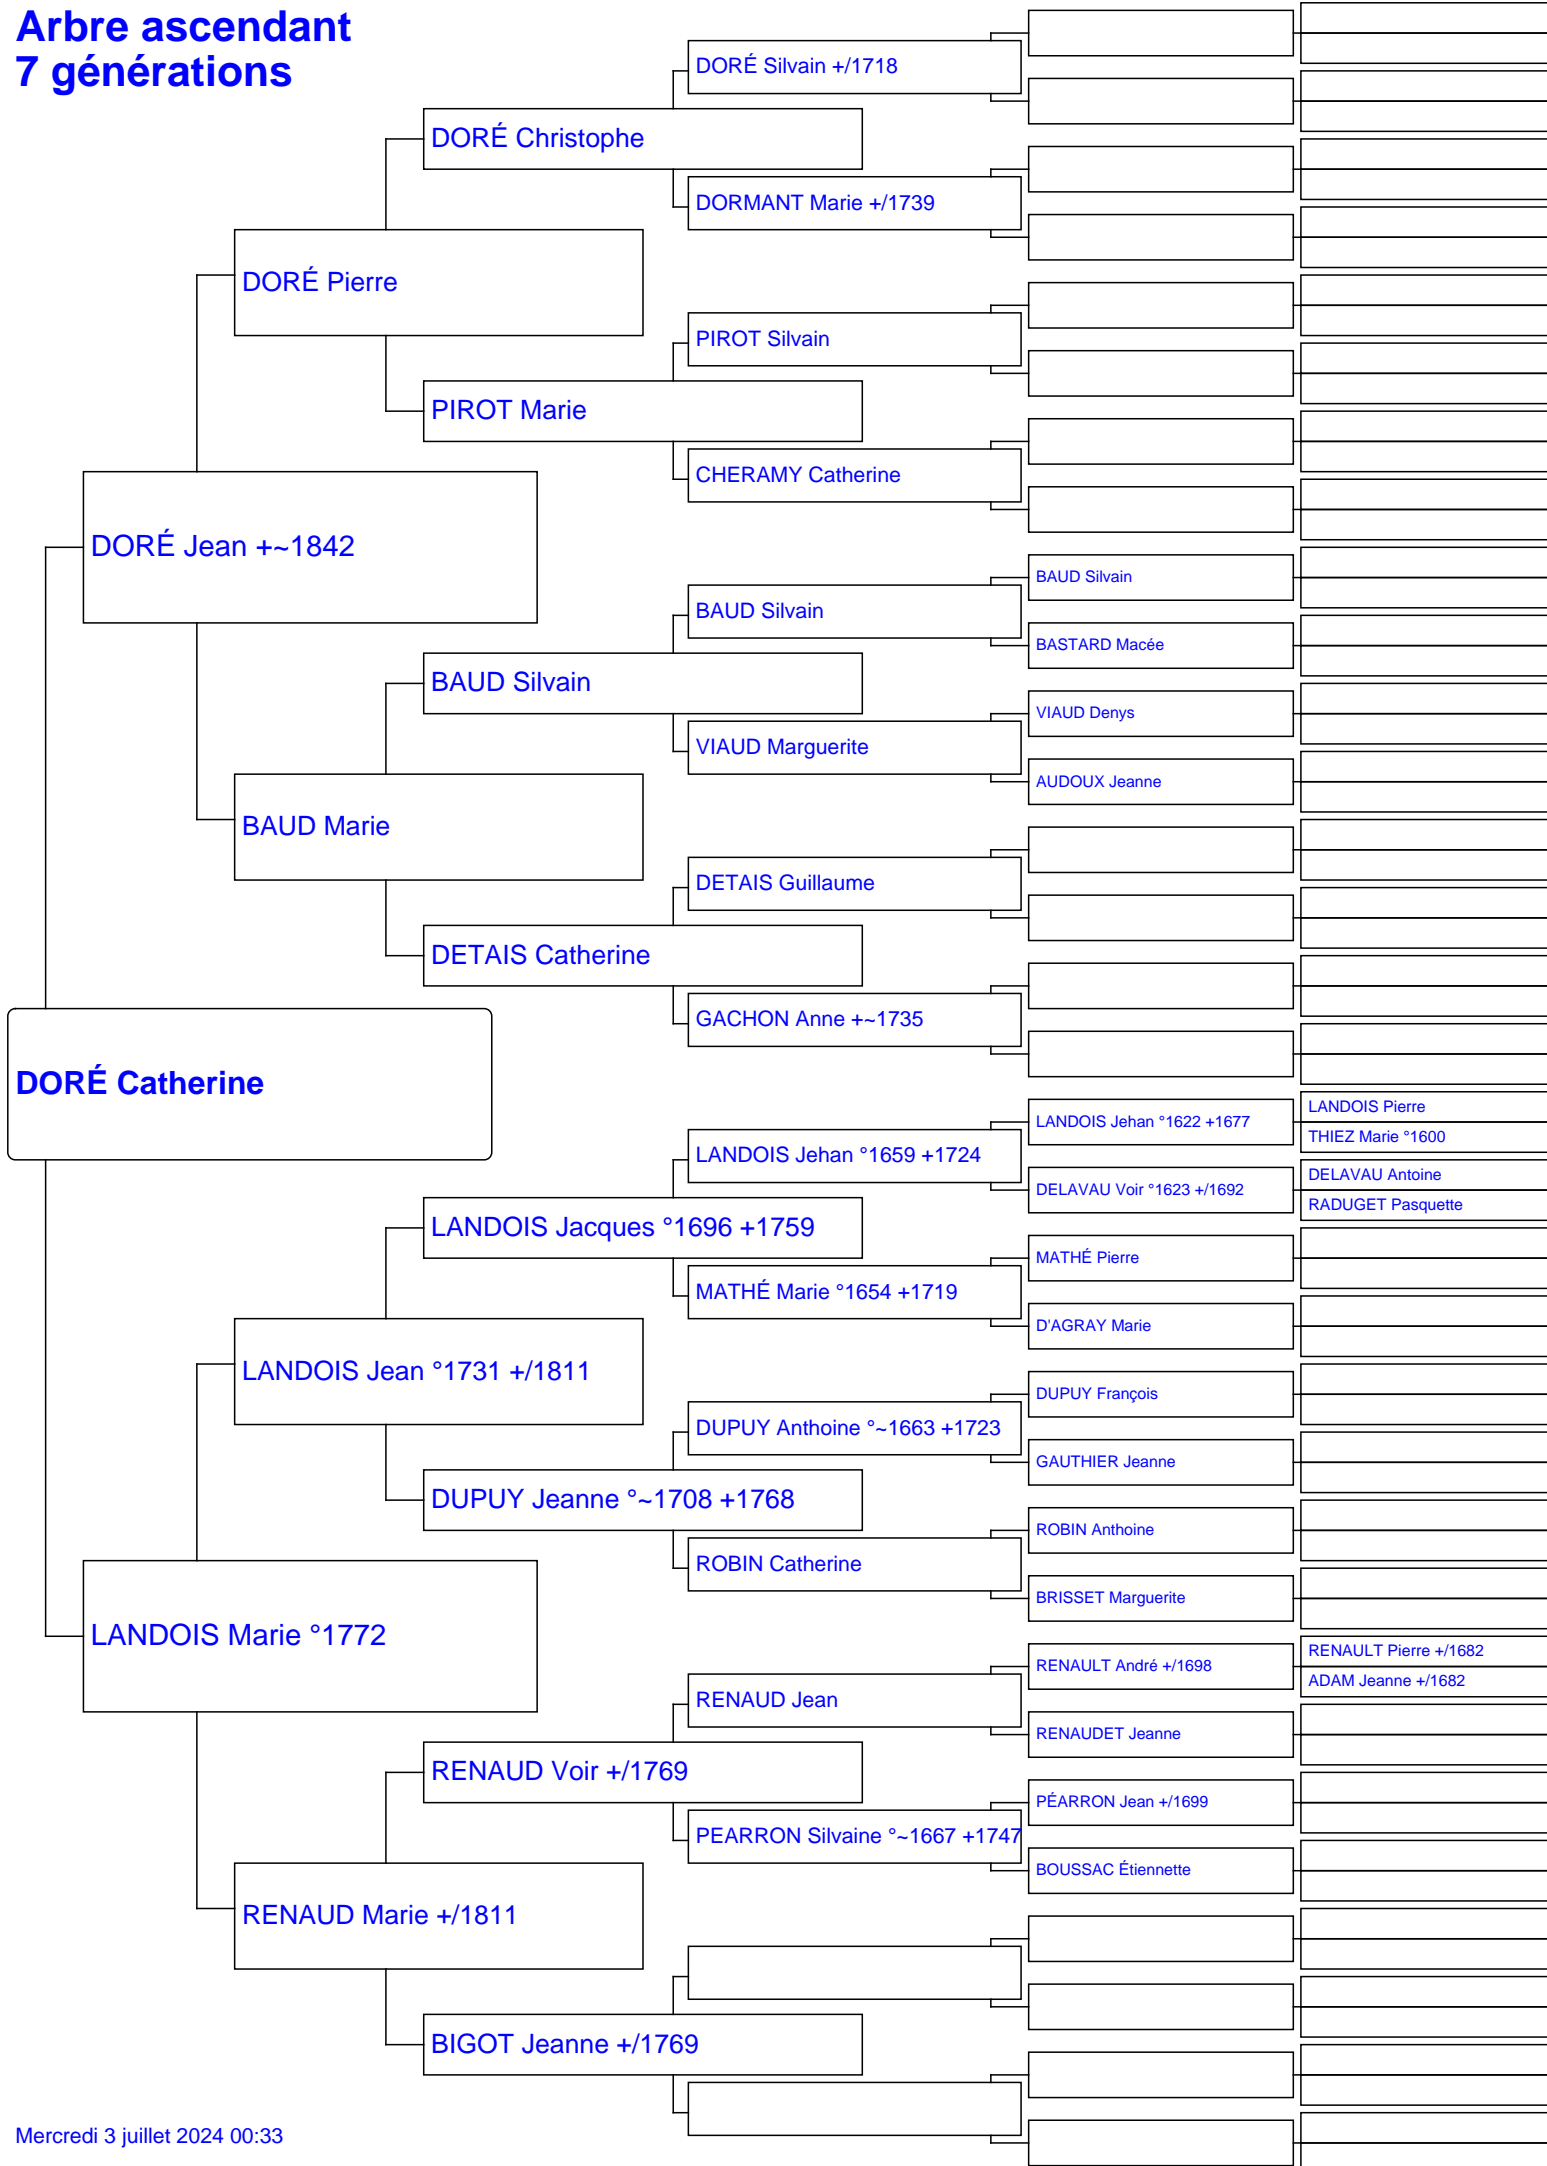 Arbre ascendant
7 générations
DORÉ Silvain +/1718
DORÉ Christophe
DORMANT Marie +/1739
DORÉ Pierre
PIROT Silvain
PIROT Marie
CHERAMY Catherine
DORÉ Jean +~1842
BAUD Silvain
BAUD Silvain
BASTARD Macée
BAUD Silvain
VIAUD Denys
VIAUD Marguerite
AUDOUX Jeanne
BAUD Marie
DETAIS Guillaume
DETAIS Catherine
GACHON Anne +~1735
DORÉ Catherine
LANDOIS Pierre
LANDOIS Jehan °1622 +1677
THIEZ Marie °1600
LANDOIS Jehan °1659 +1724
DELAVAU Antoine
DELAVAU Voir °1623 +/1692
RADUGET Pasquette
LANDOIS Jacques °1696 +1759
MATHÉ Pierre
MATHÉ Marie °1654 +1719
D'AGRAY Marie
LANDOIS Jean °1731 +/1811
DUPUY François
DUPUY Anthoine °~1663 +1723
GAUTHIER Jeanne
DUPUY Jeanne °~1708 +1768
ROBIN Anthoine
ROBIN Catherine
BRISSET Marguerite
LANDOIS Marie °1772
RENAULT Pierre +/1682
RENAULT André +/1698
ADAM Jeanne +/1682
RENAUD Jean
RENAUDET Jeanne
RENAUD Voir +/1769
PÉARRON Jean +/1699
PEARRON Silvaine °~1667 +1747
BOUSSAC Étiennette
RENAUD Marie +/1811
BIGOT Jeanne +/1769
Mercredi 3 juillet 2024 00:33